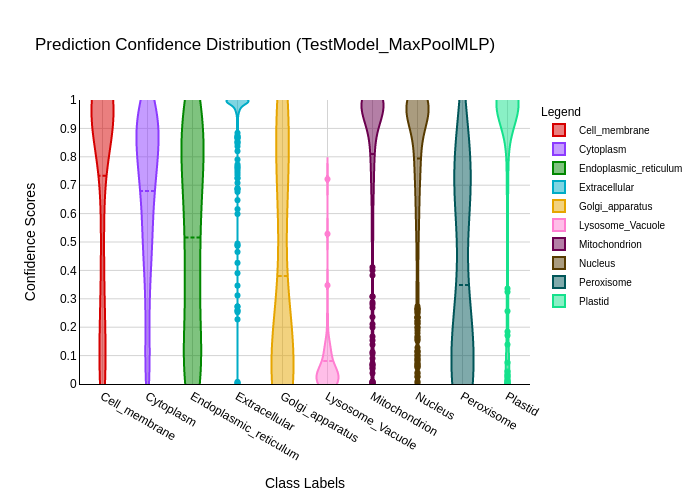 Prediction Confidence Distribution (TestModel_MaxPoolMLP)
Confidence Scores
1
0.9
0.8
0.7
0.6
0.5
0.4
0.3
0.2
0.1
0
Cell_membrane
Cytoplasm
Endoplasmic_reticulum
Extracellular
Golgi_apparatus
Lysosome_Vacuole
Mitochondrion
Nucleus
Peroxisome
Plastid
Class Labels
Legend
Cell_membrane
Cytoplasm
Endoplasmic_reticulum
Extracellular
Golgi_apparatus
Lysosome_Vacuole
Mitochondrion
Nucleus
Peroxisome
Plastid